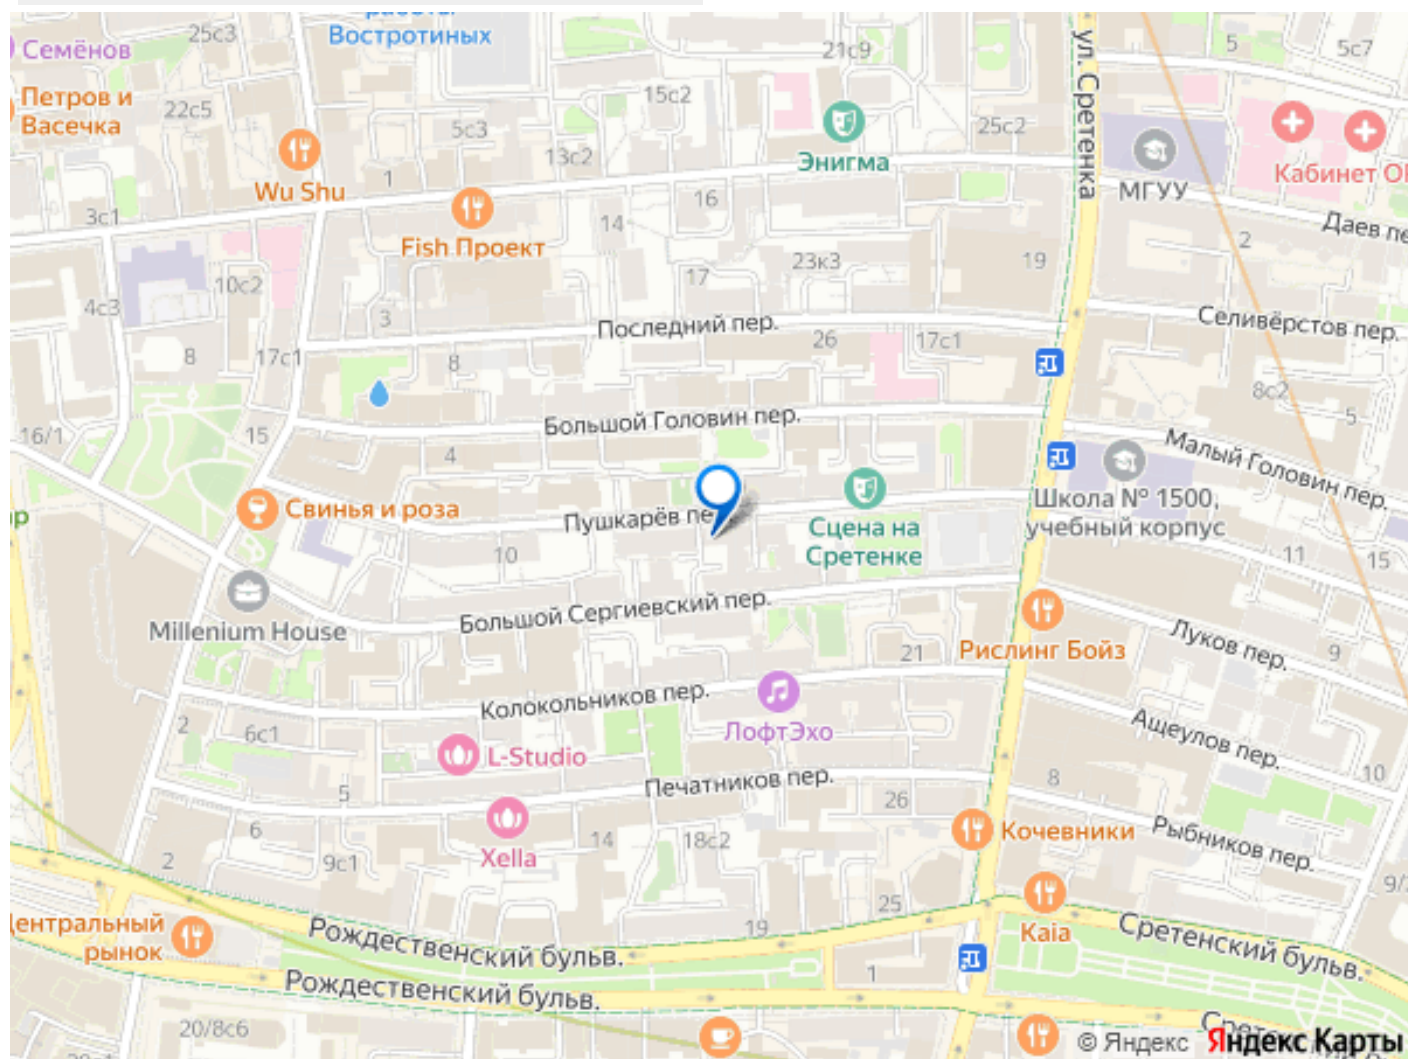 работы
Востротиных
Семёнов
25с3
21с9
5
5с7
Петров и
Васечка
22с5
15с2
ул. Сретенка
5с3
25с2
13с2
Энигма
Wu Shu
1
МГУУ
Кабинет
16
3с1
14
Fish Проект
Даев
2
23к3
19
17
10с2
4с3
3
Последний пер.
Селивёрстов пер.
26
17с1
8
17с1
8
8с2
5
Большой Головин пер.
16/1
15
4
Малый Головин пер.
Школа № 1500,
учебный корпус
Свинья и роза
Пушкарёв
Сцена на
Сретенке
10
11
15
Millenium House
Большой Сергиевский пер.
Рислинг Бойз
21
Луков пер.
9
Колокольников пер.
2
6с1
ЛофтЭхо
Ащеулов пер.
L-Studio
Печатников пер.
8
10
5
26
6
14
18с2
Кочевники
Рыбников пер.
Xella
2
9с1
25
Центральный
рынок
19
Рождественский бульв.
Kaia
Сретенский бульв.
1
Рождественский бульв.
20/8с6
© Яндекс Яндекс Карты